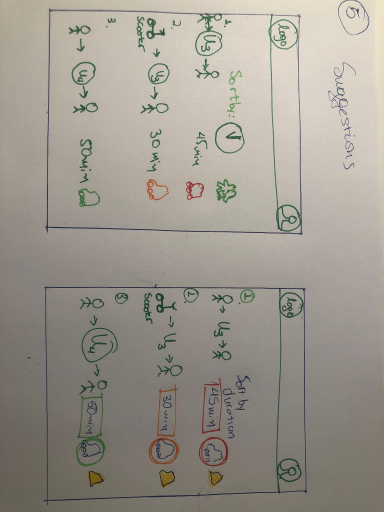 5
Suggestions
logo
Sort by:
V
1.
U3
45 min
2.
Scooter
U3
30 min
3.
U4
50 min
logo
Sort by
duration
1
U3
45 min
2
Scooter
U3
30 min
3
U4
50 min